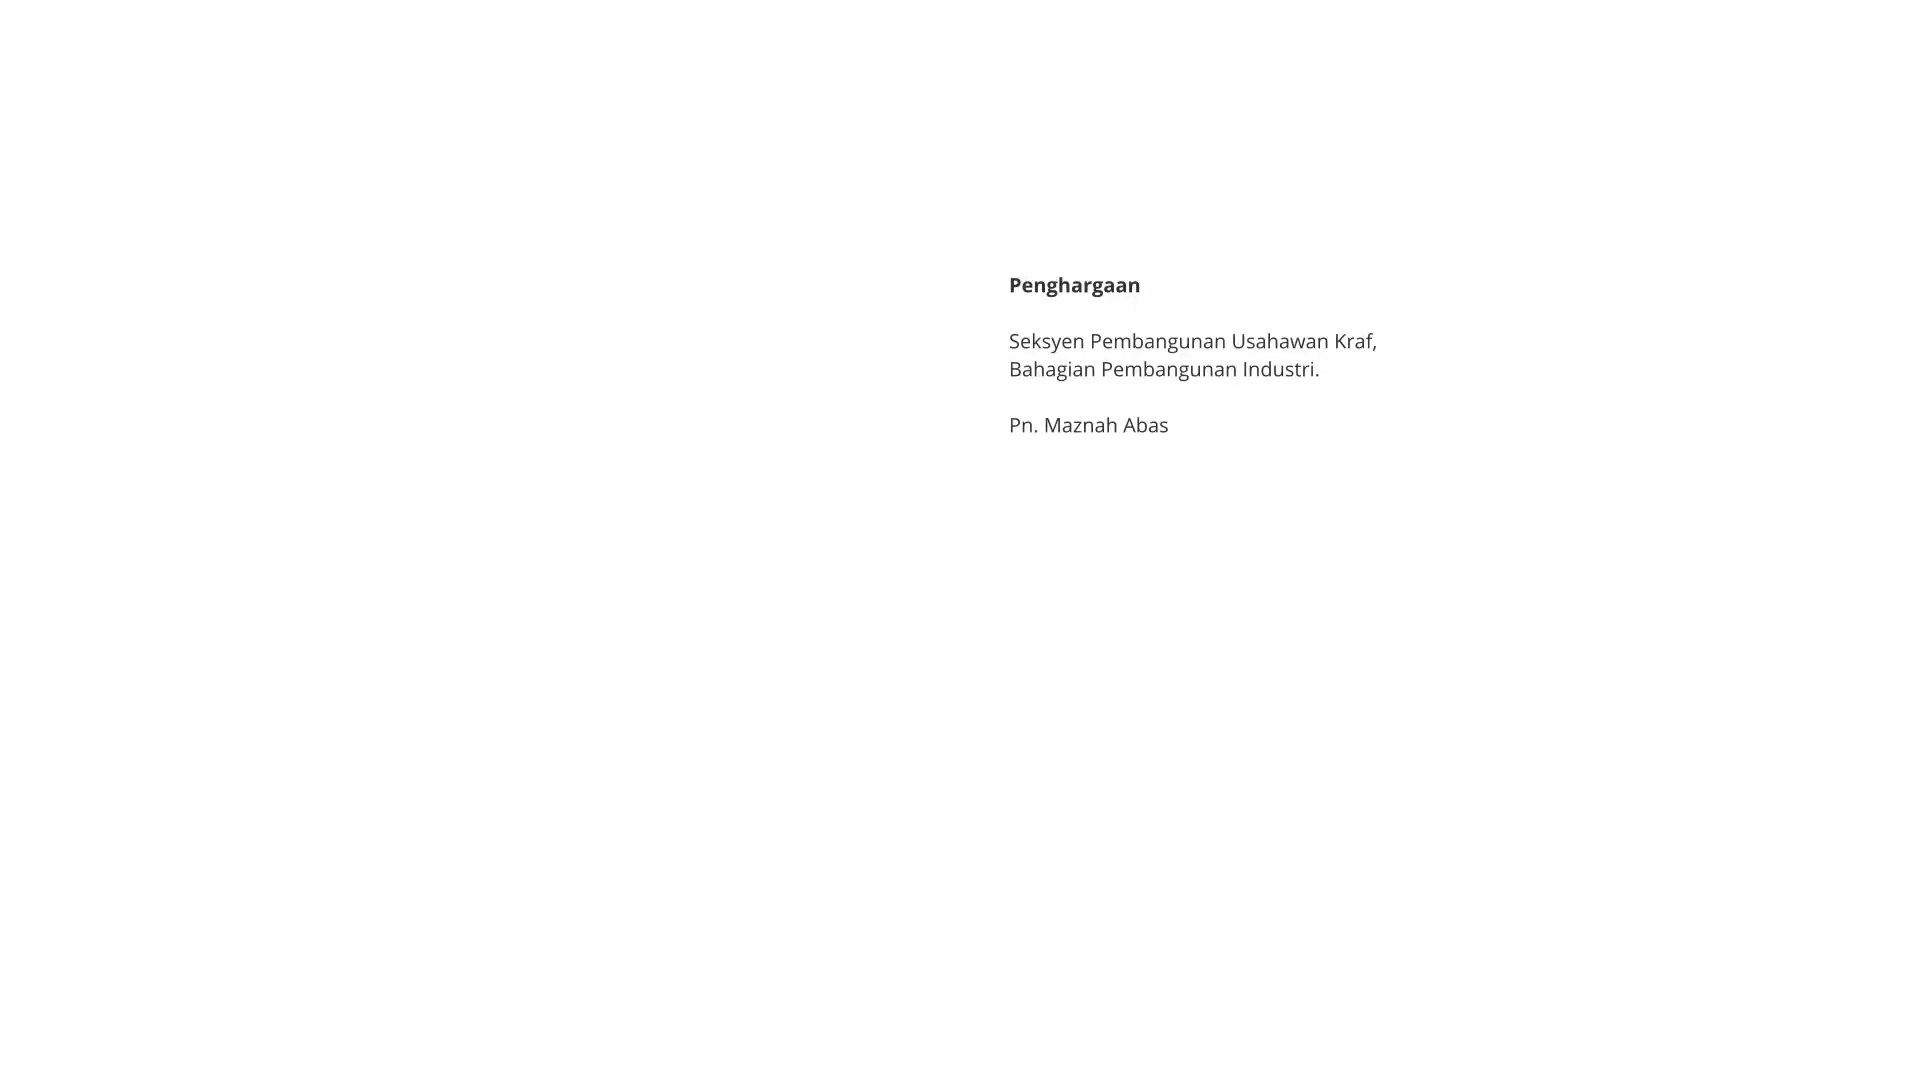 Penghargaan
Seksyen Pembangunan Usahawan Kraf,
Bahagian Pembangunan Industri.
Pn. Maznah Abas